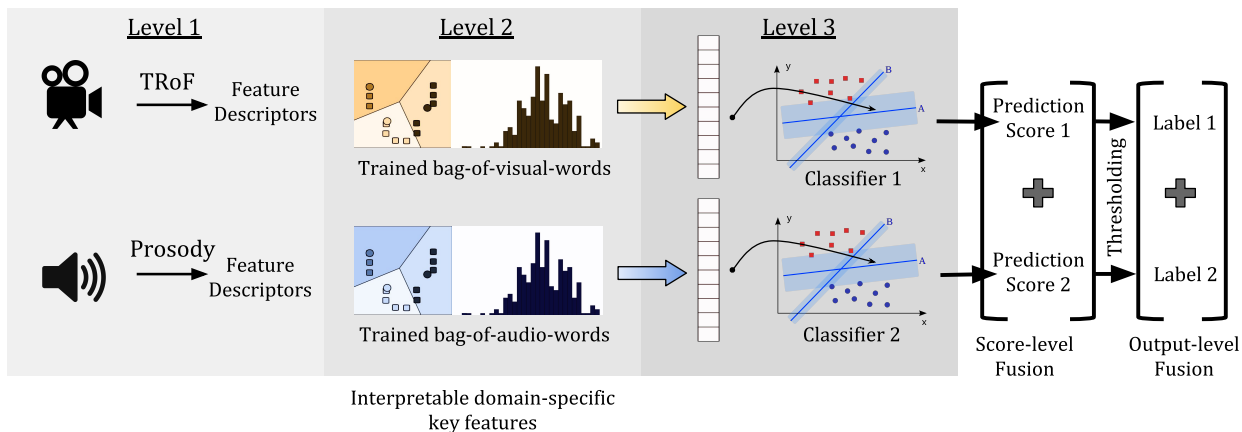 Level 1
Level 2
Level 3
TRoF
Feature
Descriptors
Trained bag-of-visual-words
y
B
A
x
Classifier 1
Prediction
Score 1
Label 1
Thresholding
Prosody
Feature
Descriptors
Trained bag-of-audio-words
y
B
A
x
Classifier 2
Prediction
Score 2
Label 2
Score-level
Fusion
Output-level
Fusion
Interpretable domain-specific
key features